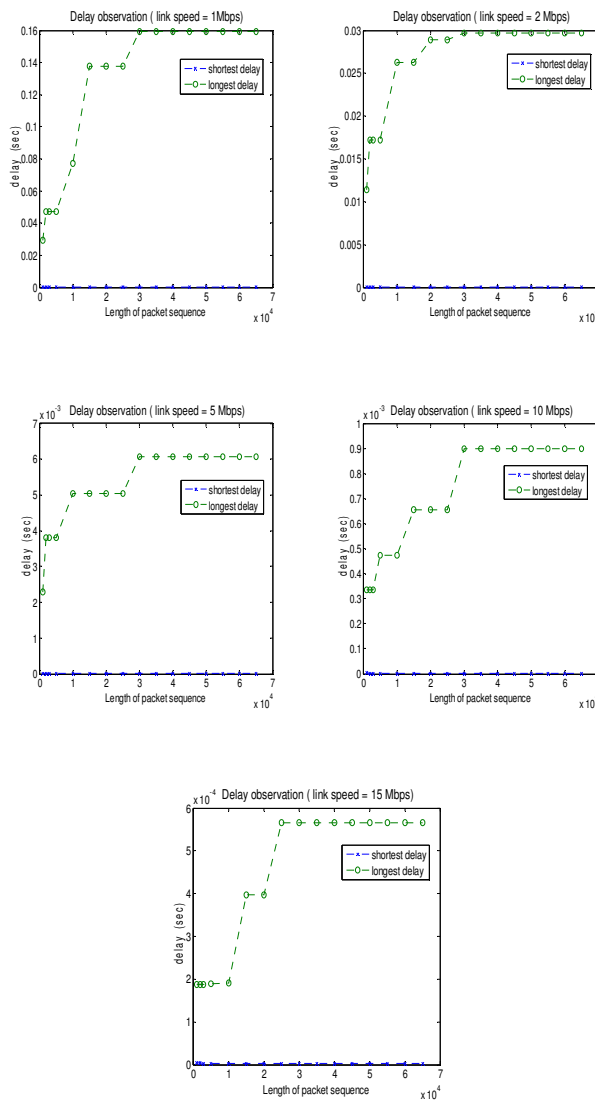 Delay observation ( link speed = 1Mbps)
0.16
0.14
0.12
0.1
0.08
0.06
0.04
0.02
0
delay (sec)
shortest delay
longest delay
0 1 2 3 4 5 6 7
Length of packet sequence
x 10^4
Delay observation ( link speed = 2 Mbps)
0.03
0.025
0.02
0.015
0.01
0.005
0
delay (sec)
shortest delay
longest delay
0 1 2 3 4 5 6
Length of packet sequence
x 10
x 10^-3
Delay observation ( link speed = 5 Mbps)
7
6
5
4
3
2
1
0
delay (sec)
shortest delay
longest delay
0 1 2 3 4 5 6 7
Length of packet sequence
x 10^4
x 10^-3
Delay observation ( link speed = 10 Mbps)
1
0.9
0.8
0.7
0.6
0.5
0.4
0.3
0.2
0.1
0
delay (sec)
shortest delay
longest delay
0 1 2 3 4 5 6
Length of packet sequence
x 10
x 10^-4
Delay observation ( link speed = 15 Mbps)
6
5
4
3
2
1
0
delay (sec)
shortest delay
longest delay
0 1 2 3 4 5 6 7
Length of packet sequence
x 10^4